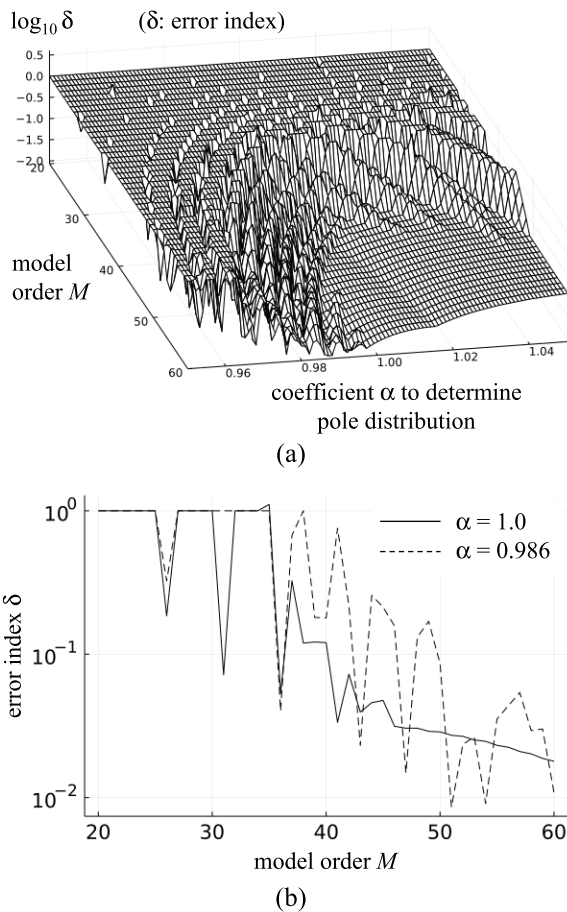 log₁₀ δ (δ: error index)
0.5
0.0
−0.5
−1.0
−1.5
−2.0
20
30
40
50
60
model
order M
0.96
0.98
1.00
1.02
1.04
coefficient α to determine
pole distribution
(a)
10⁰
10⁻¹
10⁻²
error index δ
α = 1.0
α = 0.986
20 30 40 50 60
model order M
(b)